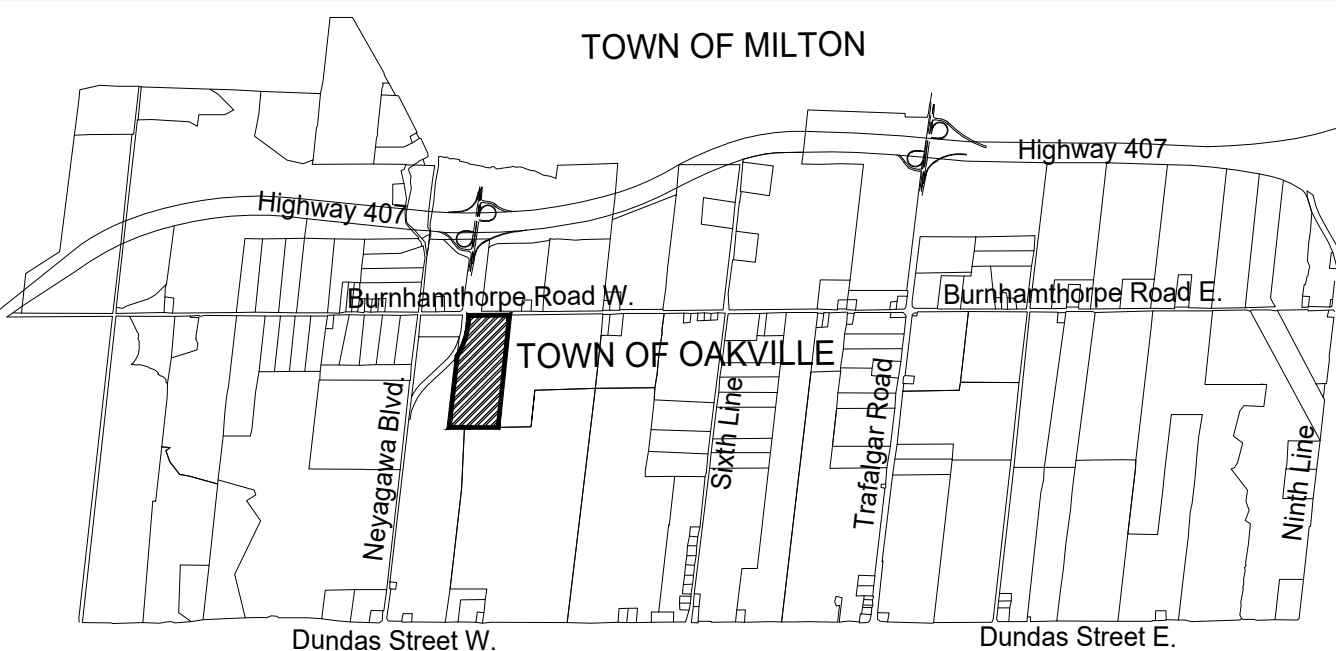 TOWN OF MILTON
Highway 407
Highway 407
Burnhamthorpe Road W.
Burnhamthorpe Road E.
TOWN OF OAKVILLE
Neyagawa Blvd.
Sixth Line
Trafalgar Road
Ninth Line
Dundas Street W.
Dundas Street E.